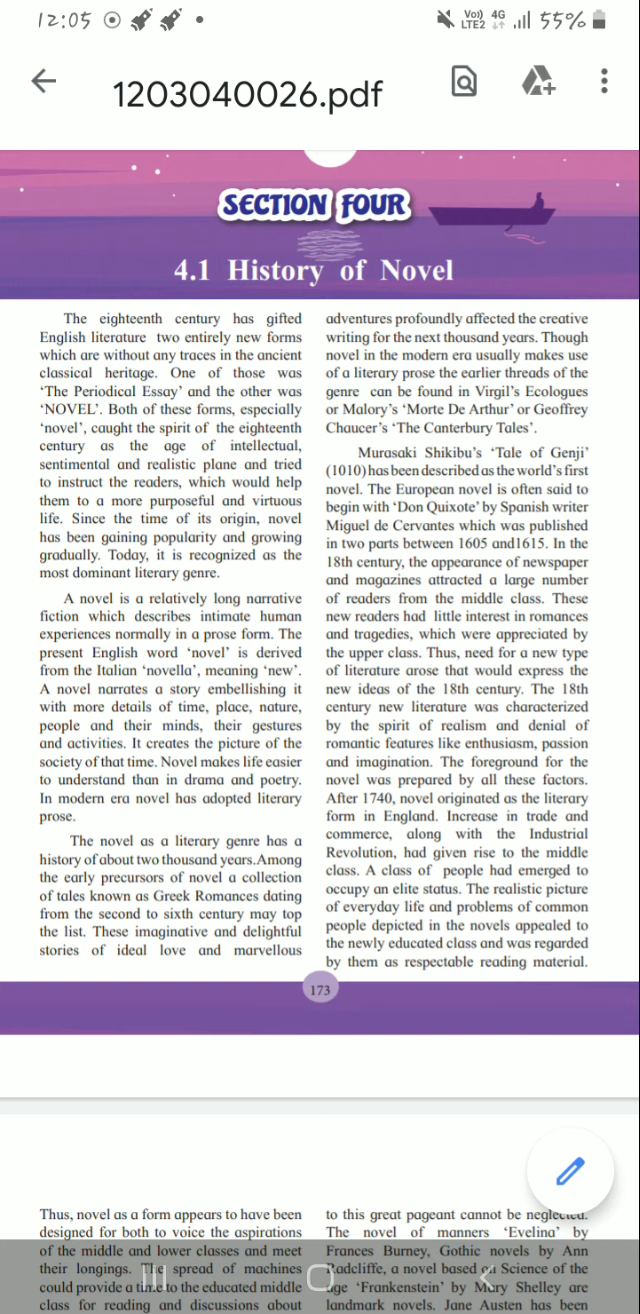 12:05
Vo)) 4G
LTE2
55%
1203040026.pdf
SECTION FOUR
4.1 History of Novel
The eighteenth century has gifted
English literature two entirely new forms
which are without any traces in the ancient
classical heritage. One of those was
‘The Periodical Essay’ and the other was
‘NOVEL’. Both of these forms, especially
‘novel’, caught the spirit of the eighteenth
century as the age of intellectual,
sentimental and realistic plane and tried
to instruct the readers, which would help
them to a more purposeful and virtuous
life. Since the time of its origin, novel
has been gaining popularity and growing
gradually. Today, it is recognized as the
most dominant literary genre.
A novel is a relatively long narrative
fiction which describes intimate human
experiences normally in a prose form. The
present English word ‘novel’ is derived
from the Italian ‘novella’, meaning ‘new’.
A novel narrates a story embellishing it
with more details of time, place, nature,
people and their minds, their gestures
and activities. It creates the picture of the
society of that time. Novel makes life easier
to understand than in drama and poetry.
In modern era novel has adopted literary
prose.
The novel as a literary genre has a
history of about two thousand years.Among
the early precursors of novel a collection
of tales known as Greek Romances dating
from the second to sixth century may top
the list. These imaginative and delightful
stories of ideal love and marvellous
adventures profoundly affected the creative
writing for the next thousand years. Though
novel in the modern era usually makes use
of a literary prose the earlier threads of the
genre can be found in Virgil’s Ecologues
or Malory’s ‘Morte De Arthur’ or Geoffrey
Chaucer’s ‘The Canterbury Tales’.
Murasaki Shikibu’s ‘Tale of Genji’
(1010) has been described as the world’s first
novel. The European novel is often said to
begin with ‘Don Quixote’ by Spanish writer
Miguel de Cervantes which was published
in two parts between 1605 and1615. In the
18th century, the appearance of newspaper
and magazines attracted a large number
of readers from the middle class. These
new readers had little interest in romances
and tragedies, which were appreciated by
the upper class. Thus, need for a new type
of literature arose that would express the
new ideas of the 18th century. The 18th
century new literature was characterized
by the spirit of realism and denial of
romantic features like enthusiasm, passion
and imagination. The foreground for the
novel was prepared by all these factors.
After 1740, novel originated as the literary
form in England. Increase in trade and
commerce, along with the Industrial
Revolution, had given rise to the middle
class. A class of people had emerged to
occupy an elite status. The realistic picture
of everyday life and problems of common
people depicted in the novels appealed to
the newly educated class and was regarded
by them as respectable reading material.
173
Thus, novel as a form appears to have been
designed for both to voice the aspirations
of the middle and lower classes and meet
their longings. The spread of machines
could provide a time to the educated middle
class for reading and discussions about
to this great pageant cannot be neglected.
The novel of manners ‘Evelina’ by
Frances Burney, Gothic novels by Ann
Radcliffe, a novel based on Science of the
age ‘Frankenstein’ by Mary Shelley are
landmark novels. Jane Austen has been